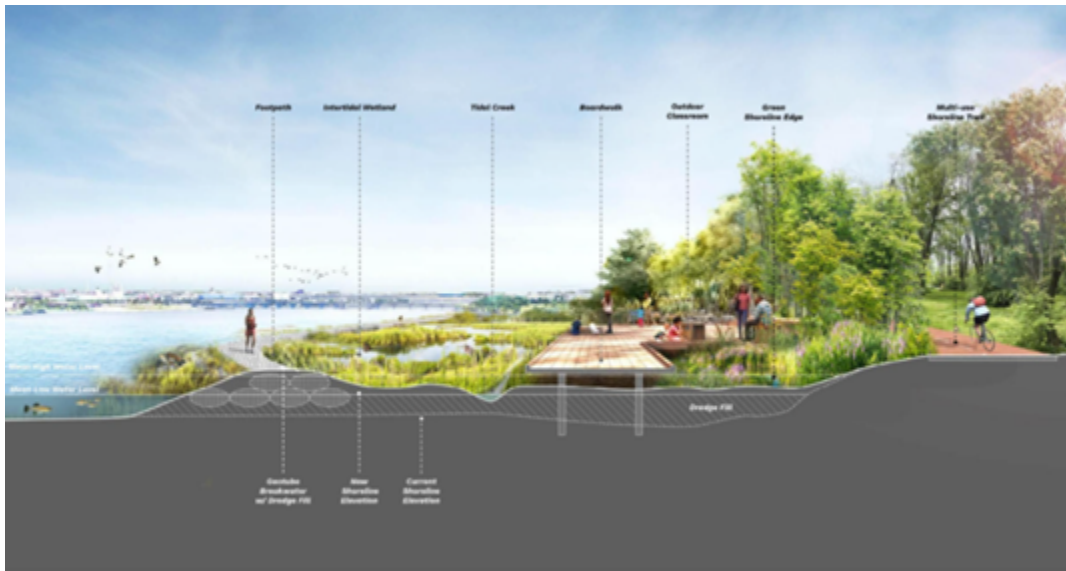 Footpath
Intertidal Wetland
Tidal Creek
Boardwalk
Outdoor
Classroom
Green
Shoreline Edge
Multi-use
Shoreline Trail
Mean High Water Level
Mean Low Water Level
Dredge Fill
Geotube
Breakwater
w/ Dredge Fill
New
Shoreline
Elevation
Current
Shoreline
Elevation